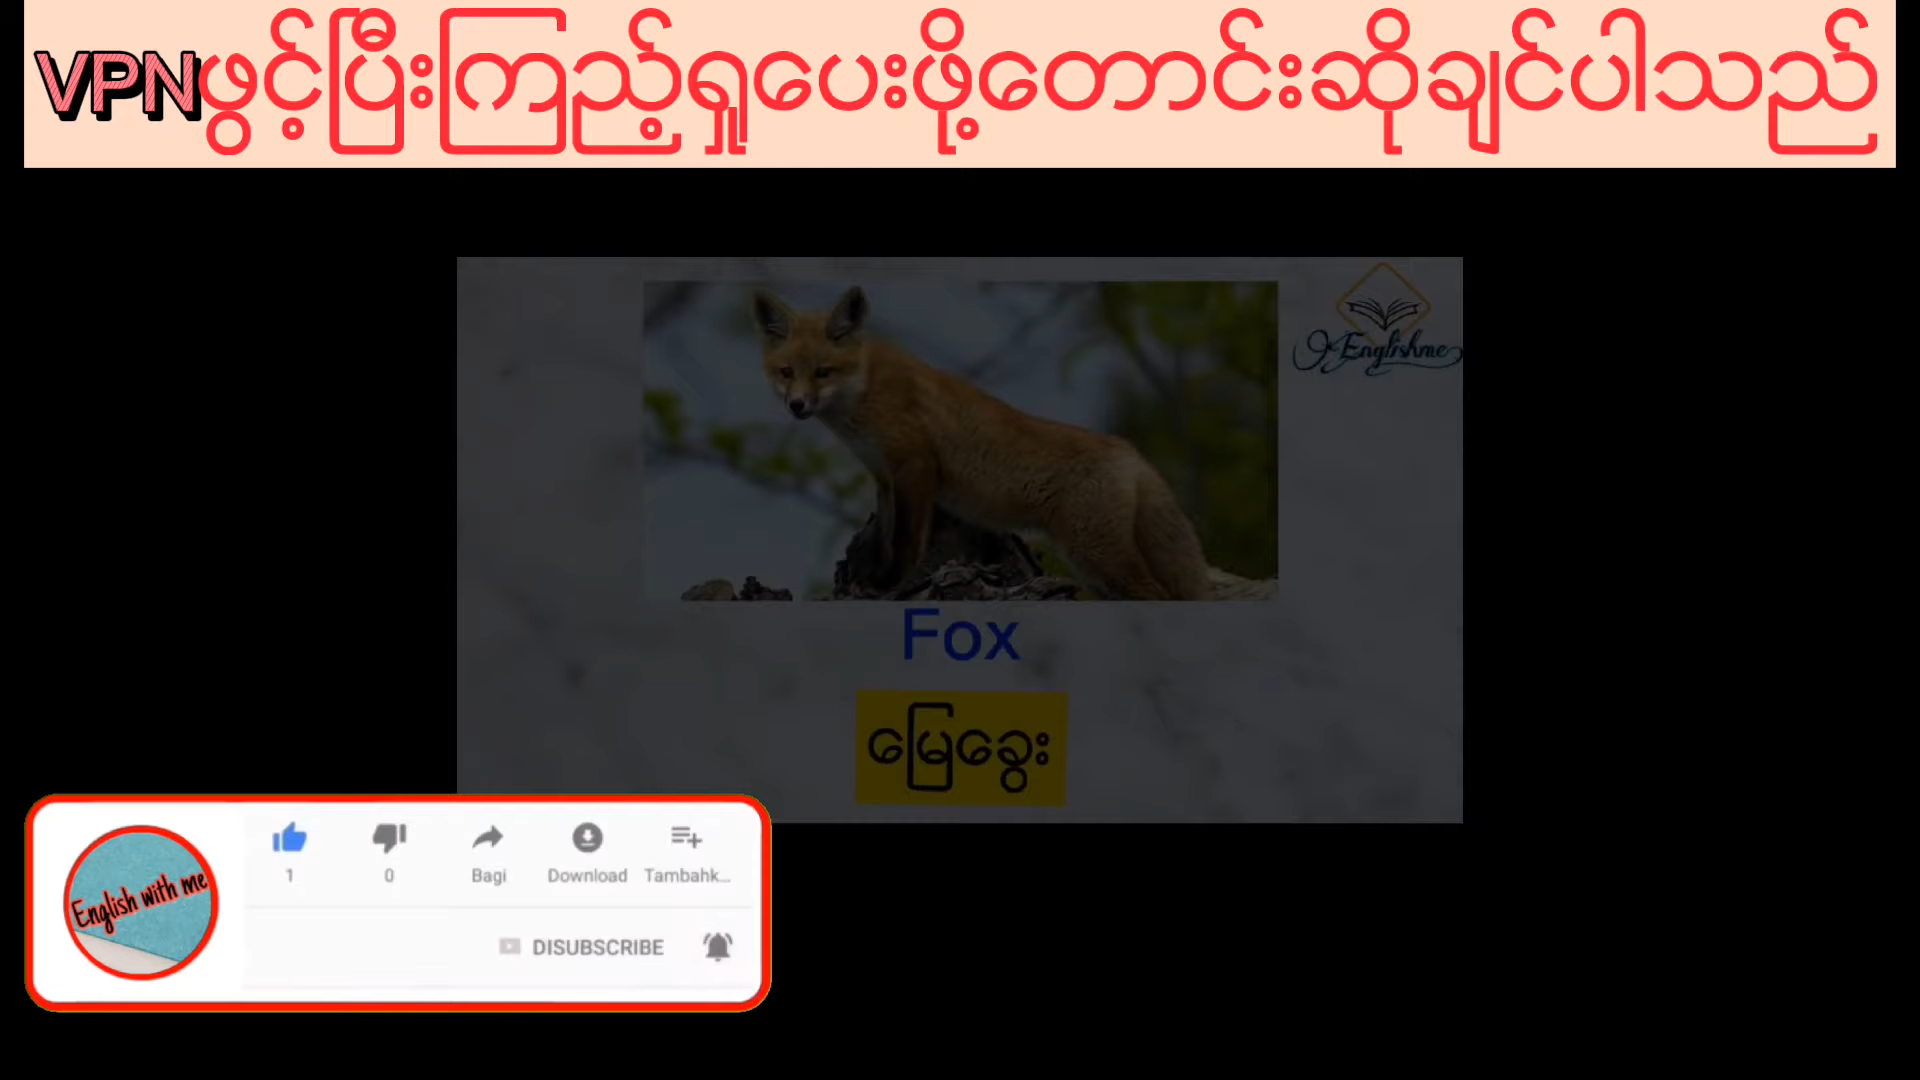 VPNဖွင့်ပြီးကြည့်ရှုပေးဖို့တောင်းဆိုချင်ပါသည်
Englishme
Fox
မြေခွေး
1
0
Bagi
Download
Tambahk...
English with me
DISUBSCRIBE